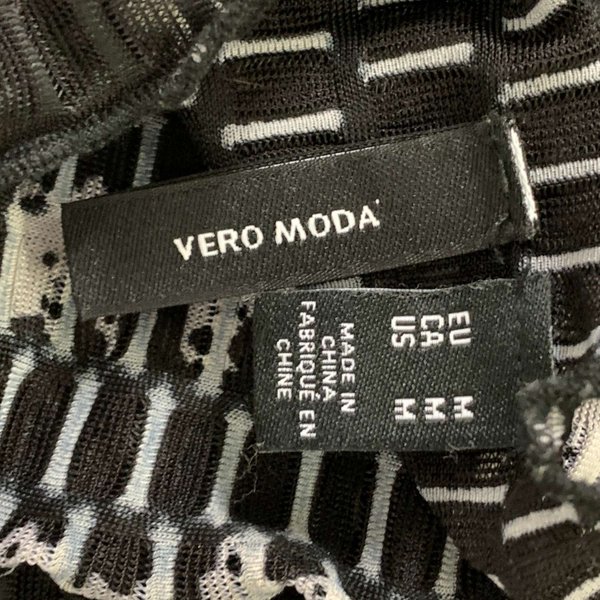 VERO MODA
EU M
CA M
US M
MADE IN
CHINA
FABRIQUÉ EN
CHINE